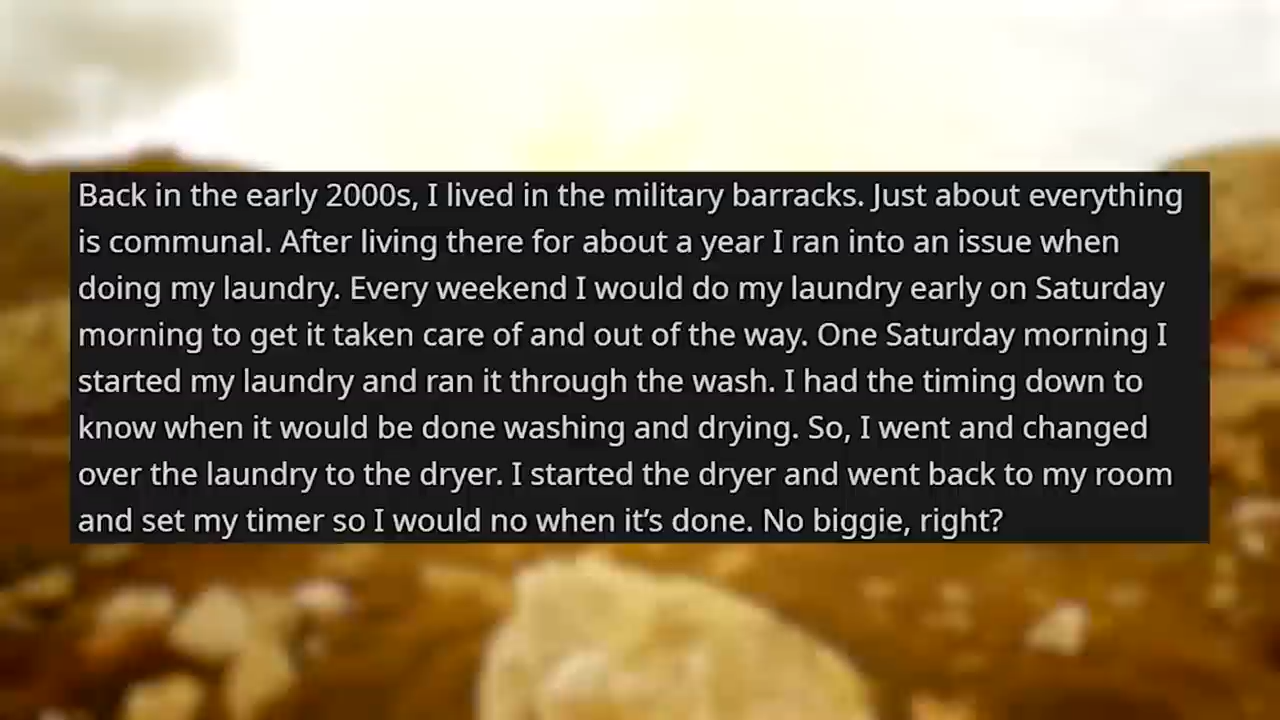 Back in the early 2000s, I lived in the military barracks. Just about everything
is communal. After living there for about a year I ran into an issue when
doing my laundry. Every weekend I would do my laundry early on Saturday
morning to get it taken care of and out of the way. One Saturday morning I
started my laundry and ran it through the wash. I had the timing down to
know when it would be done washing and drying. So, I went and changed
over the laundry to the dryer. I started the dryer and went back to my room
and set my timer so I would no when it’s done. No biggie, right?